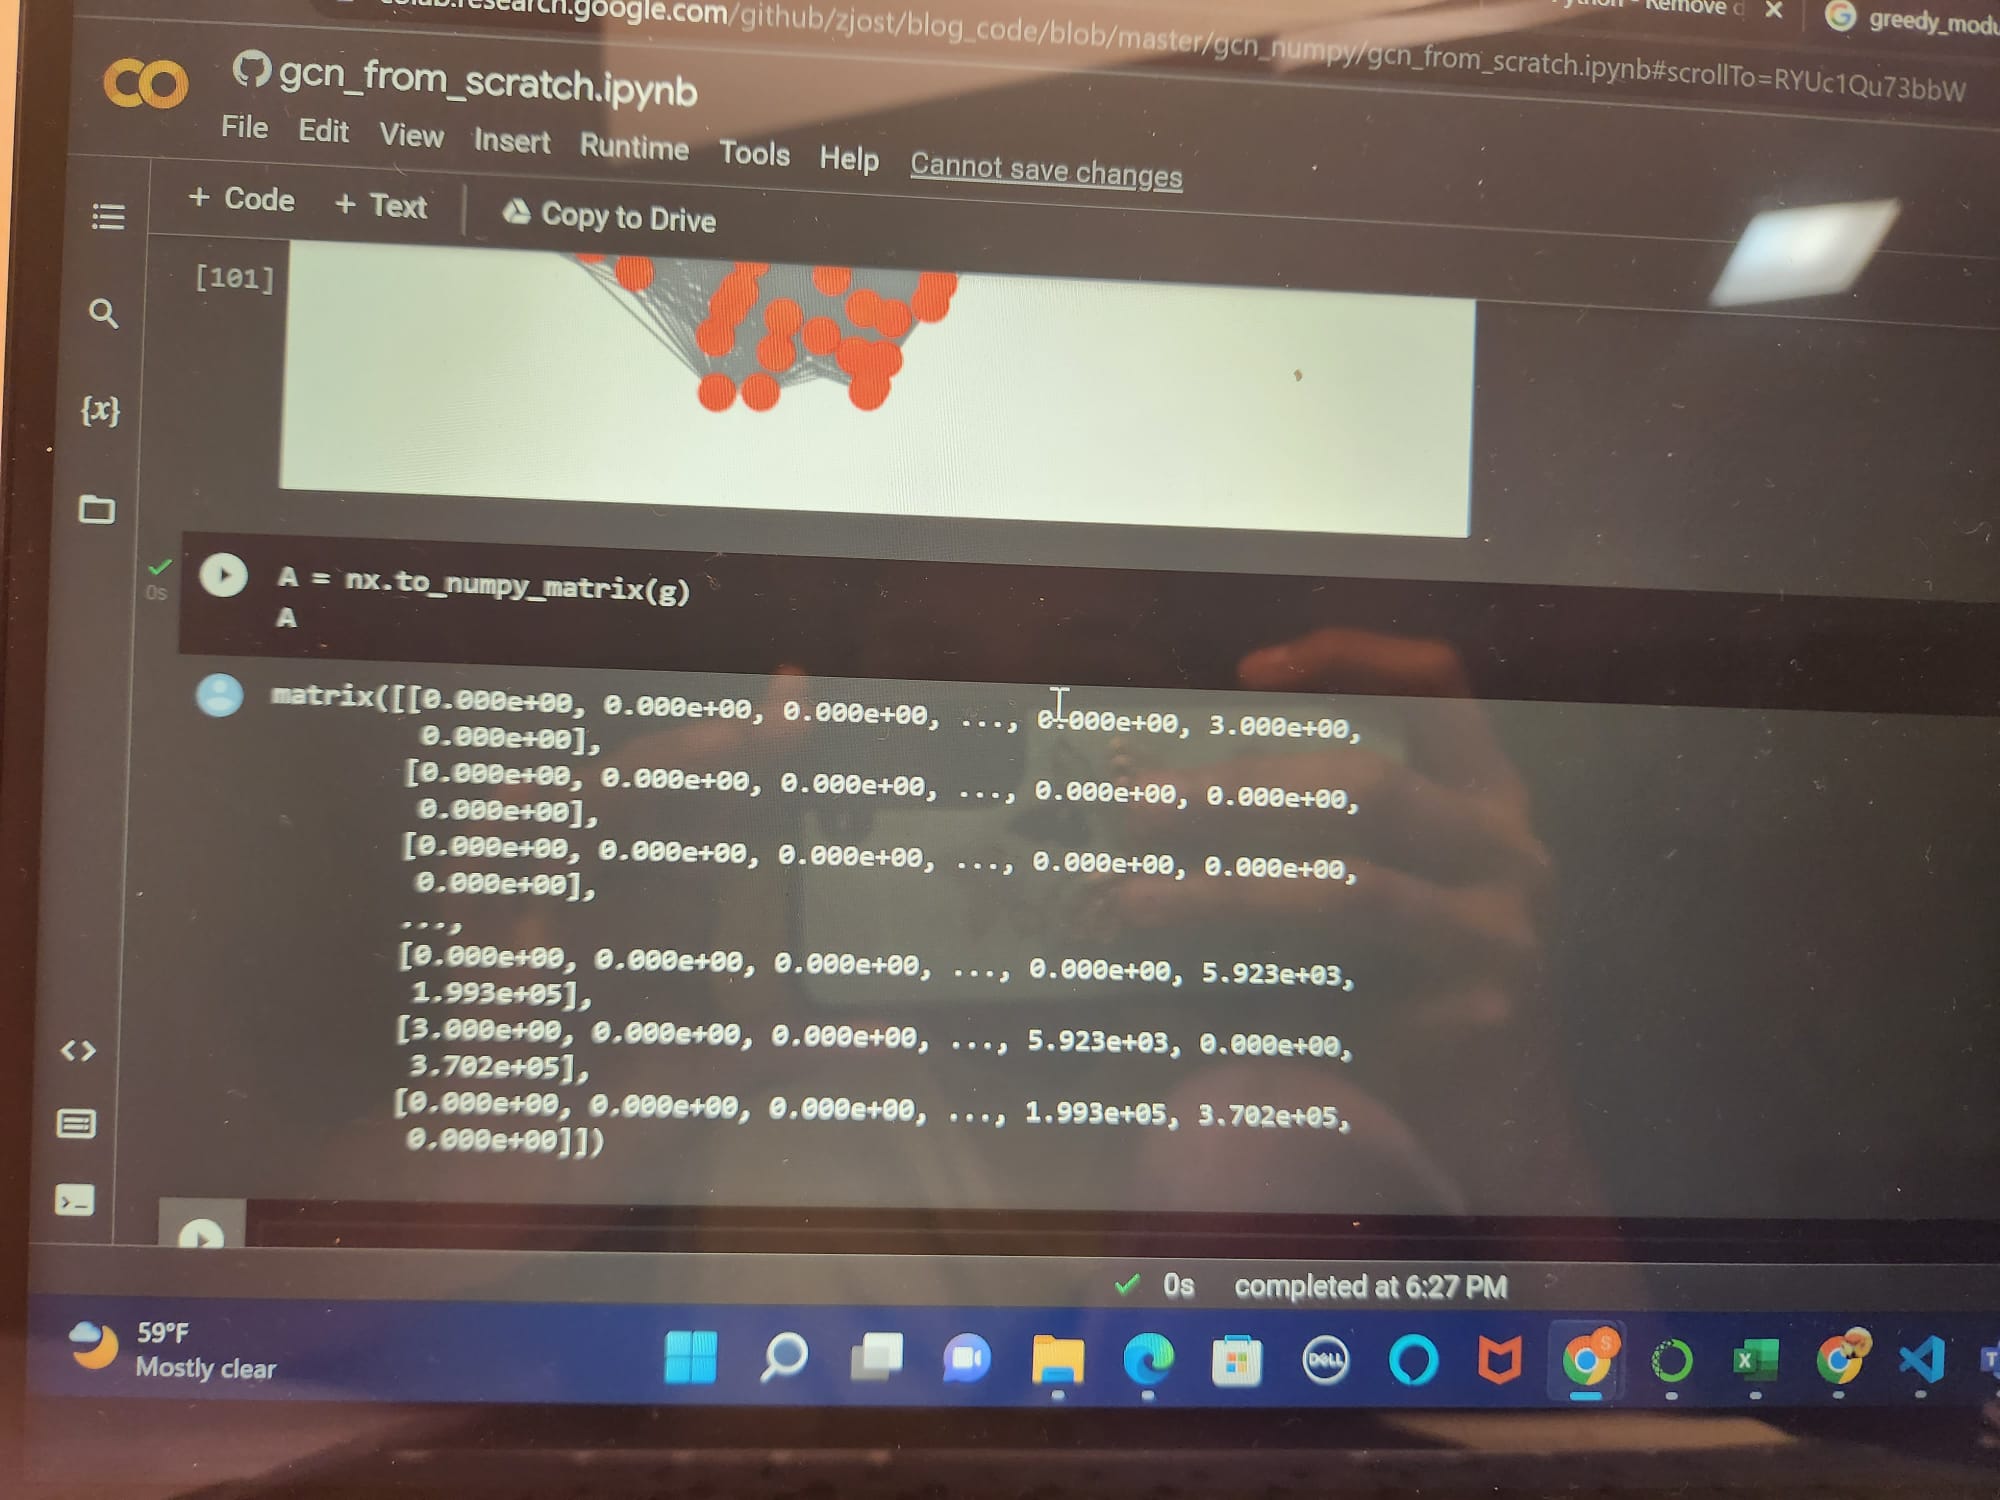 research.google.com/github/zjost/blog_code/blob/master/gcn_numpy/gcn_from_scratch.ipynb#scrollTo=RYUc1Qu73bbW
Remove
greedy_modu
gcn_from_scratch.ipynb
File Edit View Insert Runtime Tools Help Cannot save changes
+ Code + Text Copy to Drive
[101]
{x}
A = nx.to_numpy_matrix(g)
0s
A
matrix([[0.000e+00, 0.000e+00, 0.000e+00, ..., 0.000e+00, 3.000e+00,
0.000e+00],
[0.000e+00, 0.000e+00, 0.000e+00, ..., 0.000e+00, 0.000e+00,
0.000e+00],
[0.000e+00, 0.000e+00, 0.000e+00, ..., 0.000e+00, 0.000e+00,
0.000e+00],
...,
[0.000e+00, 0.000e+00, 0.000e+00, ..., 0.000e+00, 5.923e+03,
1.993e+05],
[3.000e+00, 0.000e+00, 0.000e+00, ..., 5.923e+03, 0.000e+00,
3.702e+05],
[0.000e+00, 0.000e+00, 0.000e+00, ..., 1.993e+05, 3.702e+05,
0.000e+00]])
0s completed at 6:27 PM
59°F
Mostly clear
DELL
S
X
T